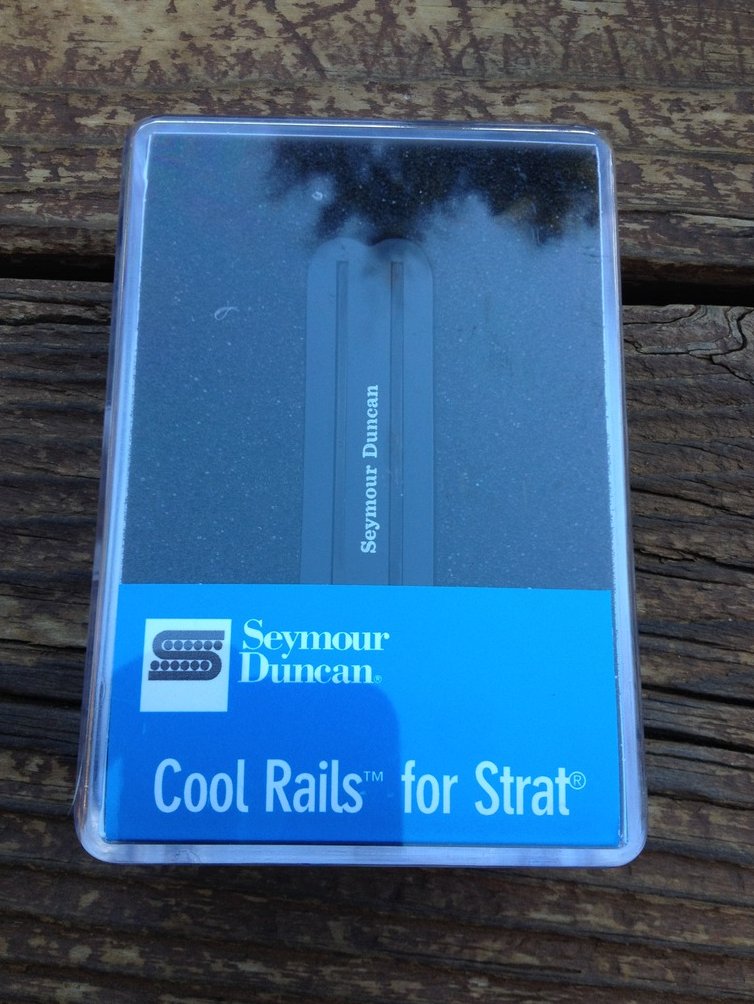 Seymour Duncan
Seymour
Duncan®
Cool Rails™ for Strat®